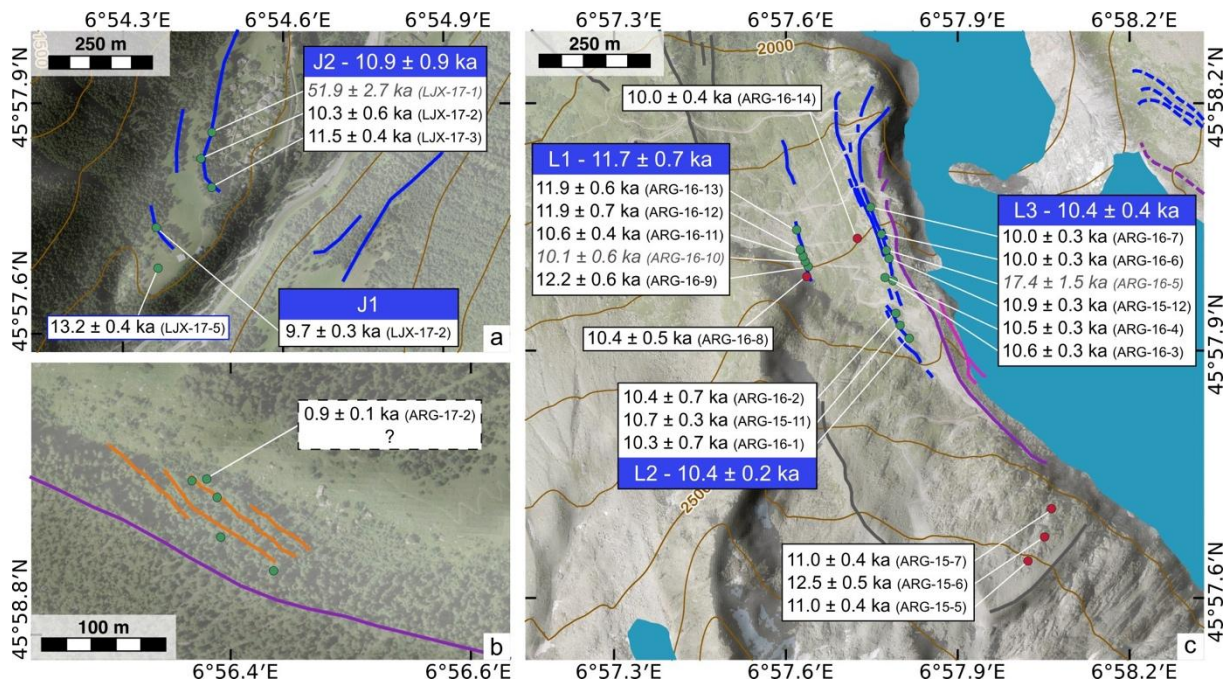 6°54.3'E 6°54.6'E 6°54.9'E
250 m
1500
45°57.9'N
J2 - 10.9 ± 0.9 ka
51.9 ± 2.7 ka (LJX-17-1)
10.3 ± 0.6 ka (LJX-17-2)
11.5 ± 0.4 ka (LJX-17-3)
45°57.6'N
13.2 ± 0.4 ka (LJX-17-5)
J1
9.7 ± 0.3 ka (LJX-17-2)
a
0.9 ± 0.1 ka (ARG-17-2)
?
45°58.8'N
100 m
b
6°56.4'E 6°56.6'E
6°57.3'E 6°57.6'E 6°57.9'E 6°58.2'E
250 m
2000
45°58.2'N
10.0 ± 0.4 ka (ARG-16-14)
L1 - 11.7 ± 0.7 ka
11.9 ± 0.6 ka (ARG-16-13)
11.9 ± 0.7 ka (ARG-16-12)
10.6 ± 0.4 ka (ARG-16-11)
10.1 ± 0.6 ka (ARG-16-10)
12.2 ± 0.6 ka (ARG-16-9)
L3 - 10.4 ± 0.4 ka
10.0 ± 0.3 ka (ARG-16-7)
10.0 ± 0.3 ka (ARG-16-6)
17.4 ± 1.5 ka (ARG-16-5)
10.9 ± 0.3 ka (ARG-15-12)
10.5 ± 0.3 ka (ARG-16-4)
10.6 ± 0.3 ka (ARG-16-3)
10.4 ± 0.5 ka (ARG-16-8)
45°57.9'N
10.4 ± 0.7 ka (ARG-16-2)
10.7 ± 0.3 ka (ARG-15-11)
10.3 ± 0.7 ka (ARG-16-1)
L2 - 10.4 ± 0.2 ka
2500
11.0 ± 0.4 ka (ARG-15-7)
12.5 ± 0.5 ka (ARG-15-6)
11.0 ± 0.4 ka (ARG-15-5)
45°57.6'N
c
6°57.3'E 6°57.6'E 6°57.9'E 6°58.2'E